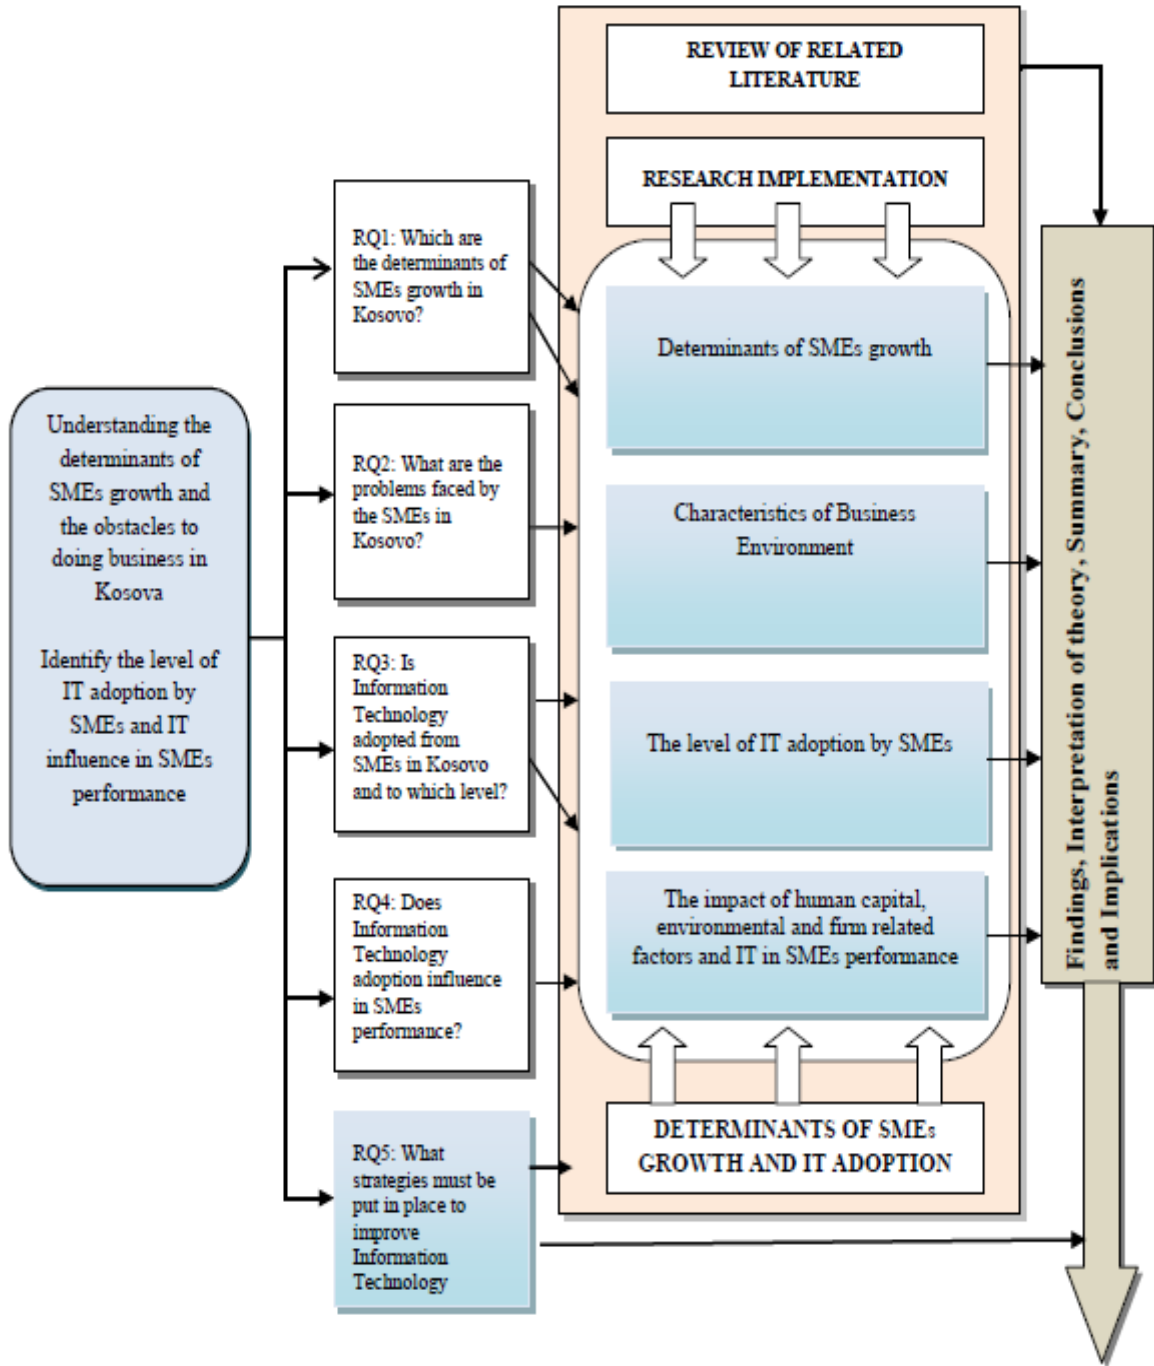 REVIEW OF RELATED
LITERATURE
RESEARCH IMPLEMENTATION
RQ1: Which are
the determinants of
SMEs growth in
Kosovo?
Determinants of SMEs growth
Understanding the
determinants of
SMEs growth and
the obstacles to
doing business in
Kosova
Identify the level of
IT adoption by
SMEs and IT
influence in SMEs
performance
RQ2: What are the
problems faced by
the SMEs in
Kosovo?
Characteristics of Business
Environment
RQ3: Is
Information
Technology
adopted from
SMEs in Kosovo
and to which level?
The level of IT adoption by SMEs
RQ4: Does
Information
Technology
adoption influence
in SMEs
performance?
The impact of human capital,
environmental and firm related
factors and IT in SMEs performance
RQ5: What
strategies must be
put in place to
improve
Information
Technology
DETERMINANTS OF SMEs
GROWTH AND IT ADOPTION
Findings, Interpretation of theory, Summary, Conclusions
and Implications